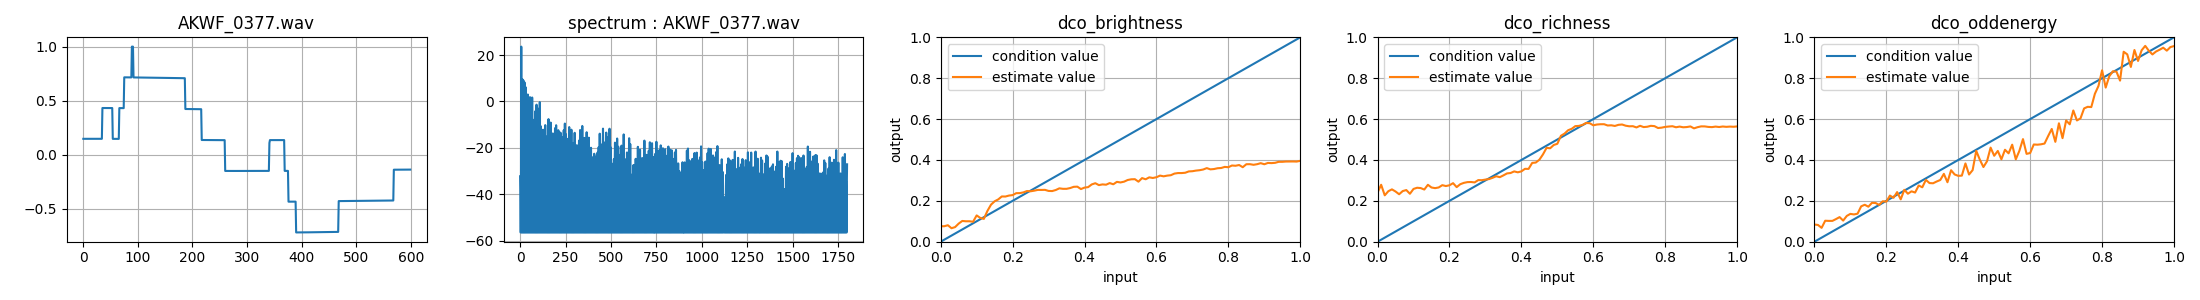 AKWF_0377.wav
1.0
0.5
0.0
−0.5
0 100 200 300 400 500 600
spectrum : AKWF_0377.wav
20
0
−20
−40
−60
0 250 500 750 1000 1250 1500 1750
dco_brightness
condition value
estimate value
output
1.0
0.8
0.6
0.4
0.2
0.0
0.0 0.2 0.4 0.6 0.8 1.0
input
dco_richness
condition value
estimate value
output
1.0
0.8
0.6
0.4
0.2
0.0
0.0 0.2 0.4 0.6 0.8 1.0
input
dco_oddenergy
condition value
estimate value
output
1.0
0.8
0.6
0.4
0.2
0.0
0.0 0.2 0.4 0.6 0.8 1.0
input